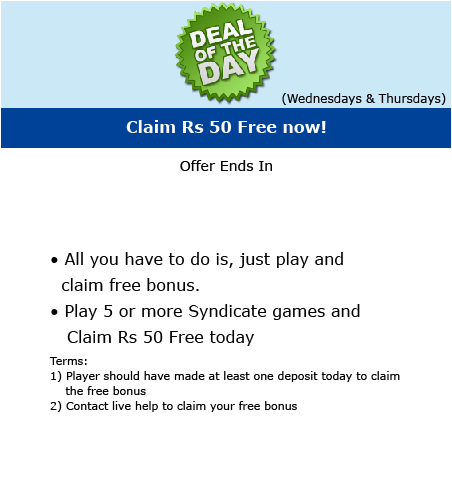 DEAL
OF THE
DAY
(Wednesdays & Thursdays)
Claim Rs 50 Free now!
Offer Ends In
• All you have to do is, just play and
claim free bonus.
• Play 5 or more Syndicate games and
Claim Rs 50 Free today
Terms:
1) Player should have made at least one deposit today to claim
the free bonus
2) Contact live help to claim your free bonus